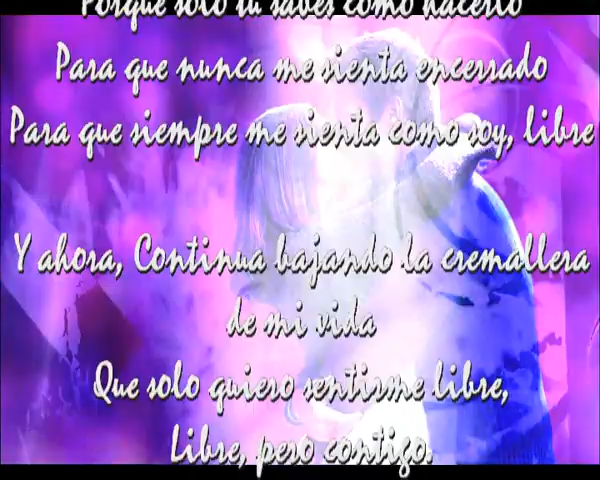 Porque solo tu sabes como hacerlo
Para que nunca me sienta encerrado
Para que siempre me sienta como soy, libre
Y ahora, Continua bajando la cremallera
de mi vida
Que solo quiero sentirme libre,
Libre, pero contigo.